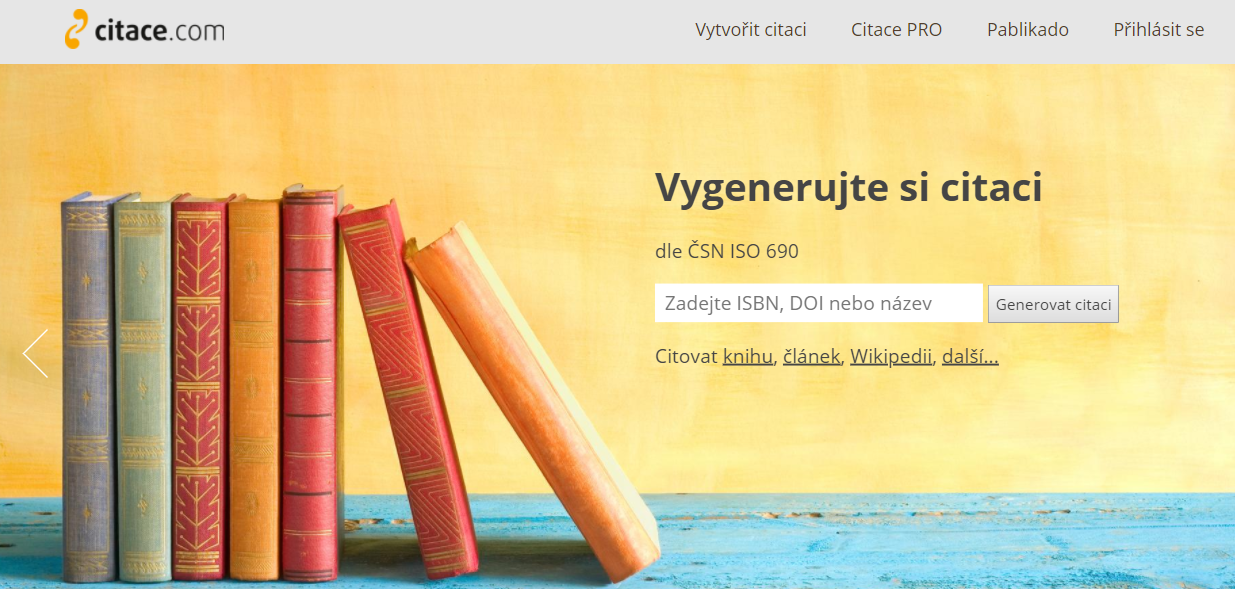 citace.com
Vytvořit citaci
Citace PRO
Pablikado
Přihlásit se
Vygenerujte si citaci
dle ČSN ISO 690
Zadejte ISBN, DOI nebo název
Generovat citaci
Citovat knihu, článek, Wikipedii, další...